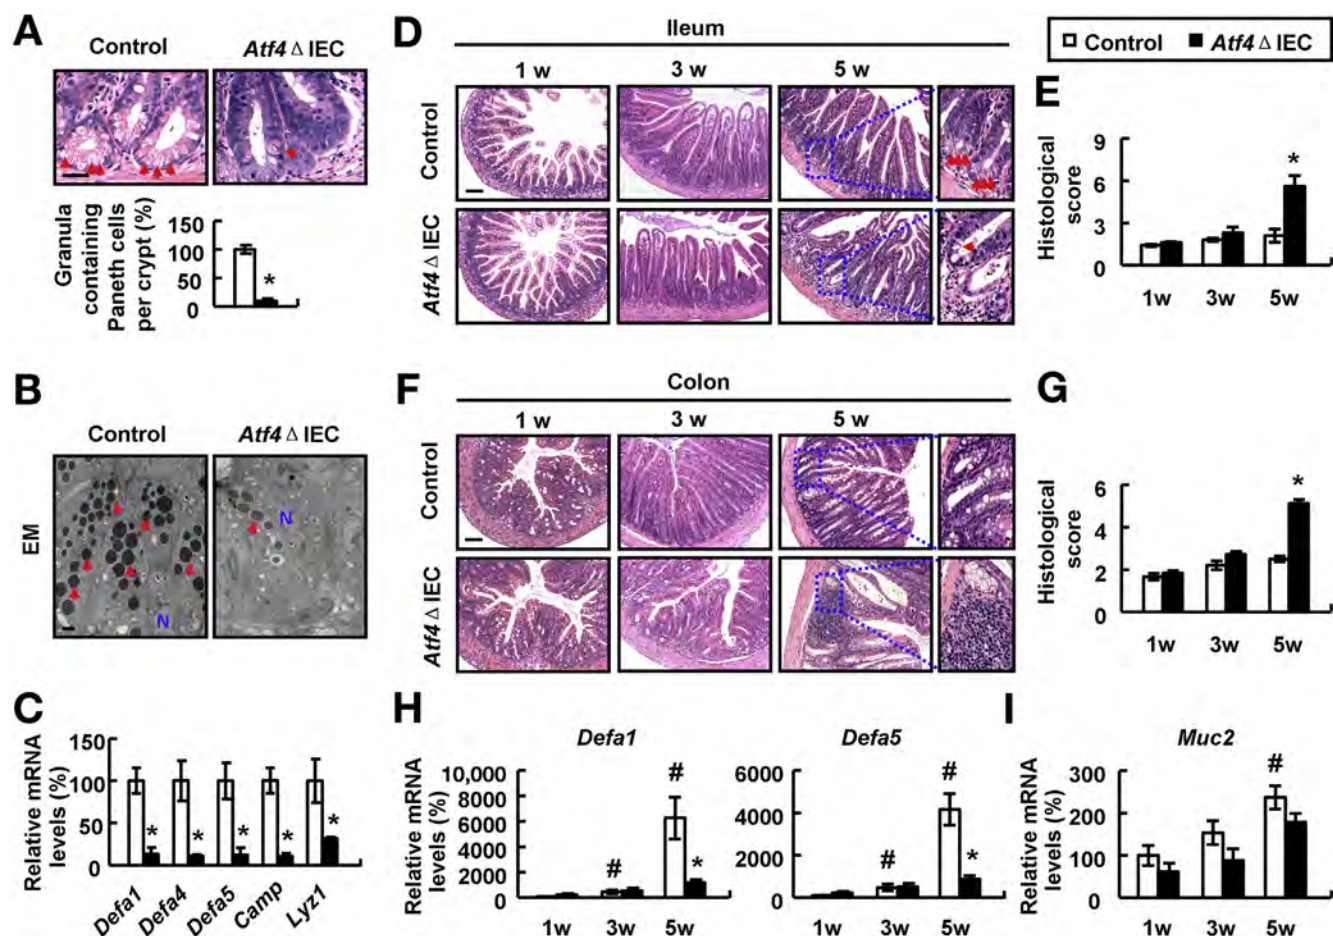 A
Control
Atf4 Δ IEC
Granula
containing
Paneth cells
per crypt (%)
150
100
50
0
*
B
Control
Atf4 Δ IEC
EM
N
N
C
Relative mRNA
levels (%)
150
100
50
0
* * * * *
Defa1
Defa4
Defa5
Camp
Lyz1
D
Ileum
1 w 3 w 5 w
Control
Atf4 Δ IEC
Control Atf4 Δ IEC
E
Histological
score
9
6
3
0
*
1w 3w 5w
F
Colon
1 w 3 w 5 w
Control
Atf4 Δ IEC
G
Histological
score
6
4
2
0
*
1w 3w 5w
H
Defa1
Relative mRNA
levels (%)
10,000
8000
6000
4000
2000
0
# # *
1w 3w 5w
Defa5
Relative mRNA
levels (%)
6000
4000
2000
0
# # *
1w 3w 5w
I
Muc2
Relative mRNA
levels (%)
300
200
100
0
#
1w 3w 5w